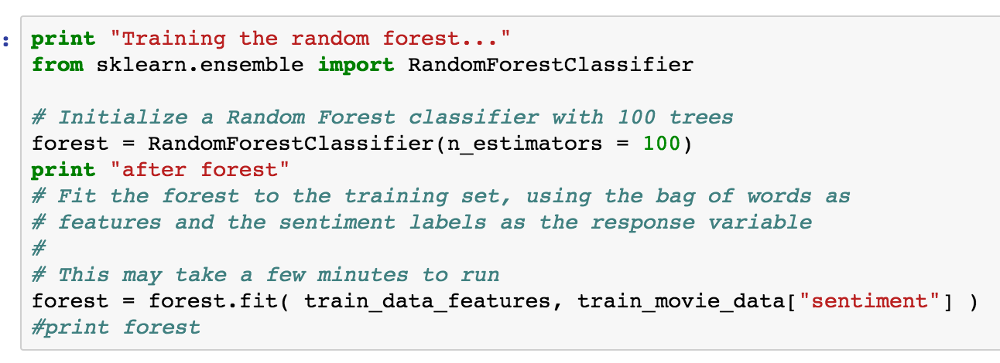 :
print "Training the random forest..."
from sklearn.ensemble import RandomForestClassifier
# Initialize a Random Forest classifier with 100 trees
forest = RandomForestClassifier(n_estimators = 100)
print "after forest"
# Fit the forest to the training set, using the bag of words as
# features and the sentiment labels as the response variable
#
# This may take a few minutes to run
forest = forest.fit( train_data_features, train_movie_data["sentiment"] )
#print forest